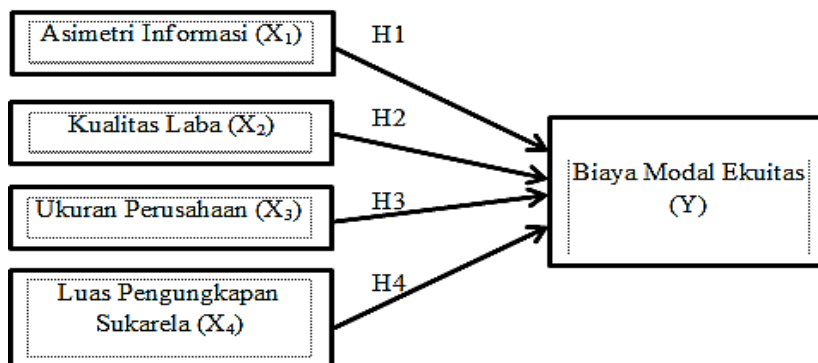 Asimetri Informasi (X₁)
H1
Kualitas Laba (X₂)
H2
Biaya Modal Ekuitas
(Y)
Ukuran Perusahaan (X₃)
H3
Luas Pengungkapan
Sukarela (X₄)
H4